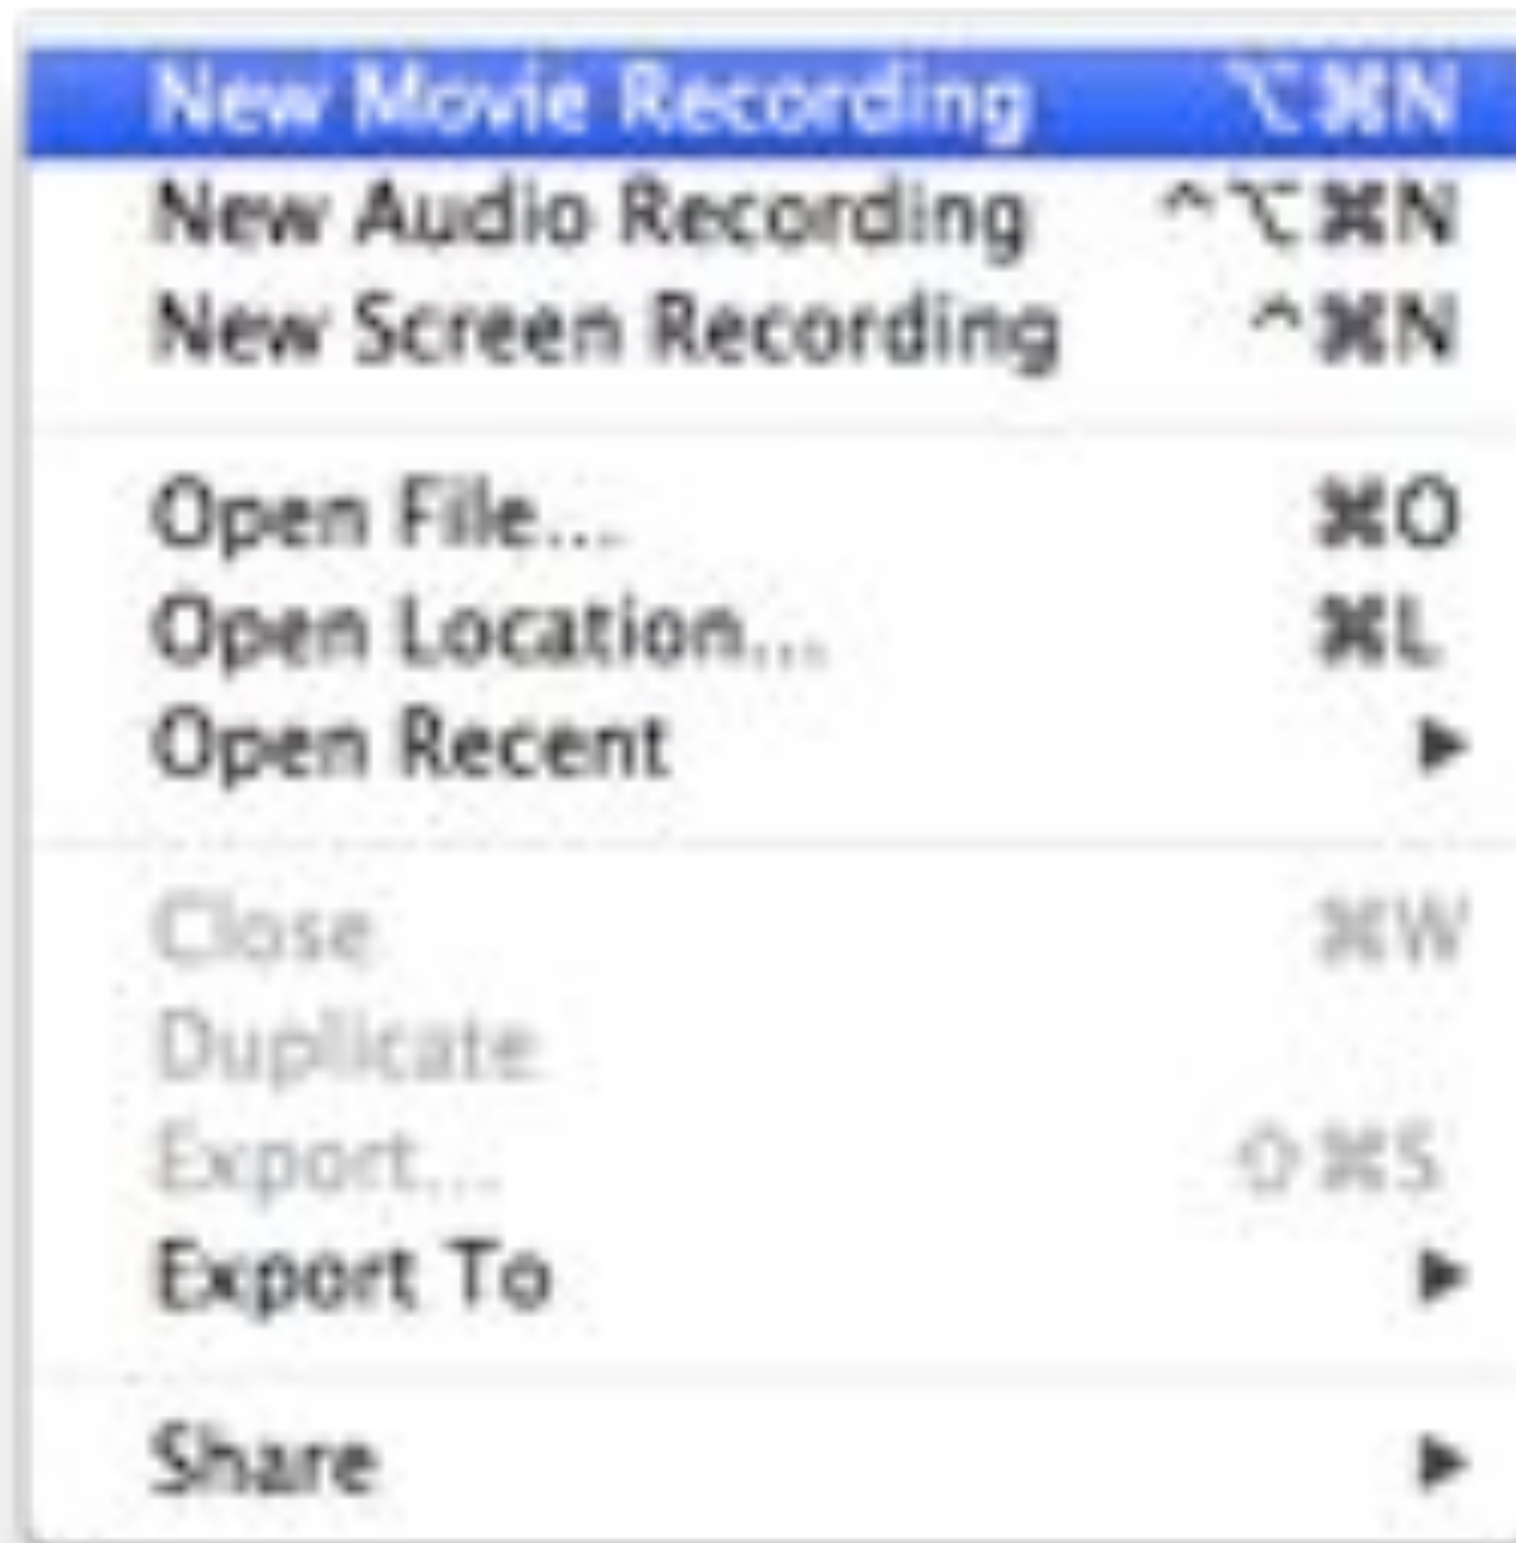 New Movie Recording ⌥⌘N
New Audio Recording ^⌥⌘N
New Screen Recording ^⌘N
Open File... ⌘O
Open Location... ⌘L
Open Recent ▶
Close ⌘W
Duplicate
Export... ⇧⌘S
Export To ▶
Share ▶